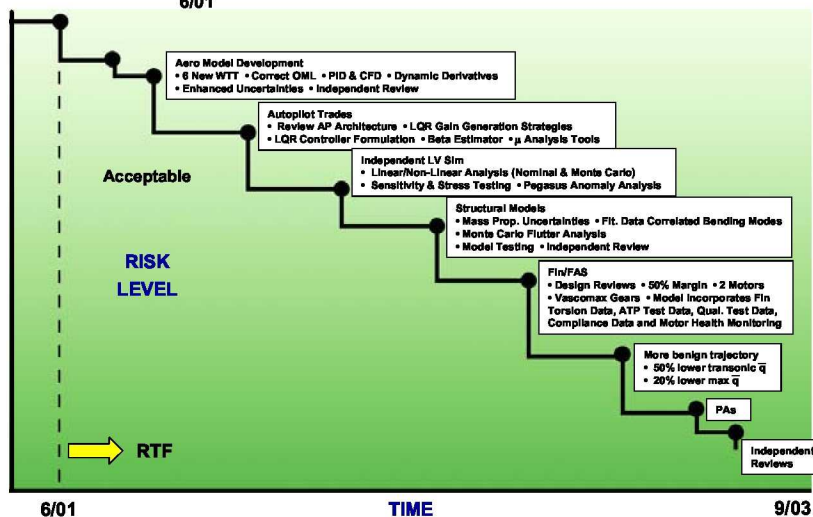 6/01
Aero Model Development
• 6 New WTT • Correct OML • PID & CFD • Dynamic Derivatives
• Enhanced Uncertainties • Independent Review
Autopilot Trades
• Review AP Architecture • LQR Gain Generation Strategies
• LQR Controller Formulation • Beta Estimator • μ Analysis Tools
Independent LV Sim
• Linear/Non-Linear Analysis (Nominal & Monte Carlo)
• Sensitivity & Stress Testing • Pegasus Anomaly Analysis
Acceptable
Structural Models
• Mass Prop. Uncertainties • Flt. Data Correlated Bending Modes
• Monte Carlo Flutter Analysis
• Model Testing • Independent Review
RISK
LEVEL
Fin/FAS
• Design Reviews • 50% Margin • 2 Motors
• Vascomax Gears • Model Incorporates Fin
Torsion Data, ATP Test Data, Qual. Test Data,
Compliance Data and Motor Health Monitoring
More benign trajectory
• 50% lower transonic q̅
• 20% lower max q̅
PAs
RTF
Independent
Reviews
6/01
TIME
9/03